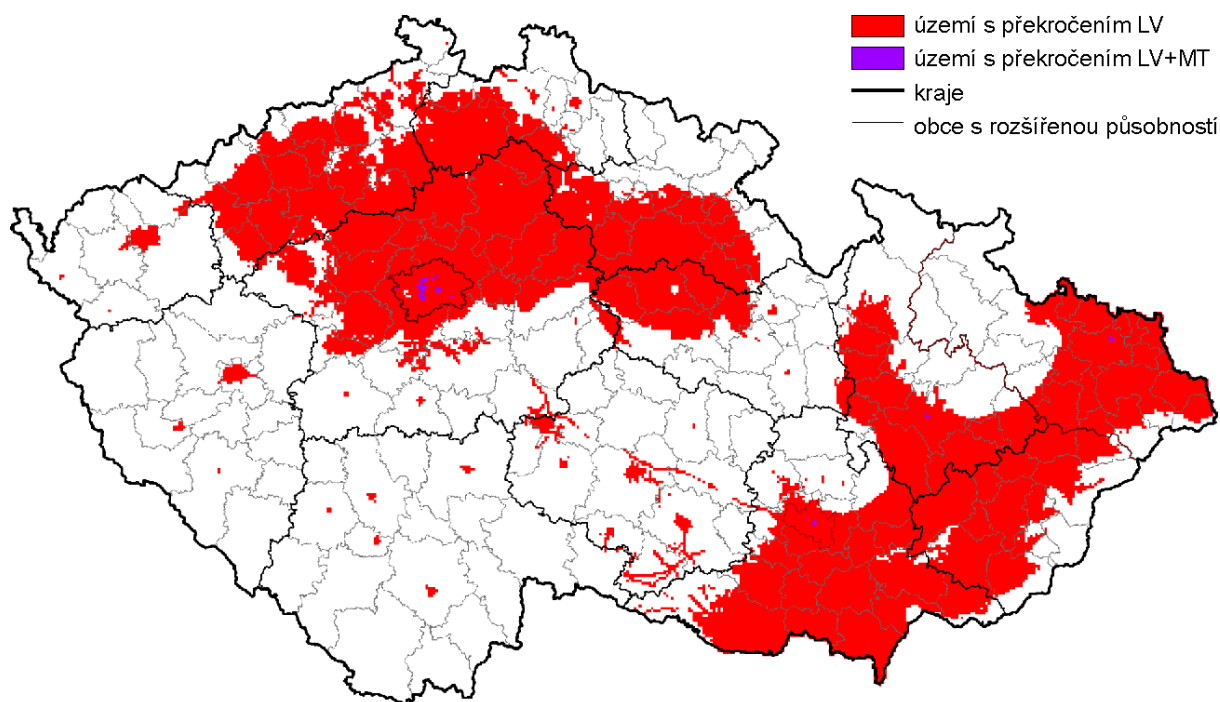 území s překročením LV
území s překročením LV+MT
kraje
obce s rozšířenou působností